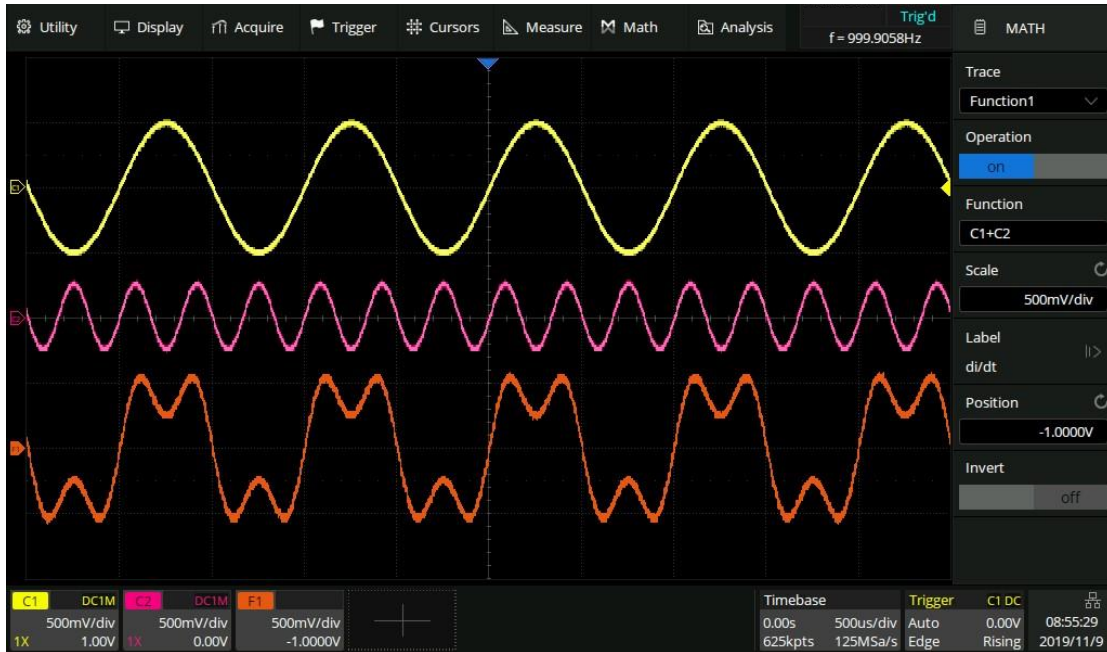 Utility Display Acquire Trigger Cursors Measure Math Analysis
Trig'd
f = 999.9058Hz
MATH
Trace
Function1
Operation
on
Function
C1+C2
Scale
500mV/div
Label
di/dt
Position
-1.0000V
Invert
off
C1
C2
F1
C1 DC1M
500mV/div
1X 1.00V
C2 DC1M
500mV/div
1X 0.00V
F1
500mV/div
-1.0000V
Timebase
0.00s 500us/div
625kpts 125MSa/s
Trigger C1 DC
Auto 0.00V
Edge Rising
08:55:29
2019/11/9